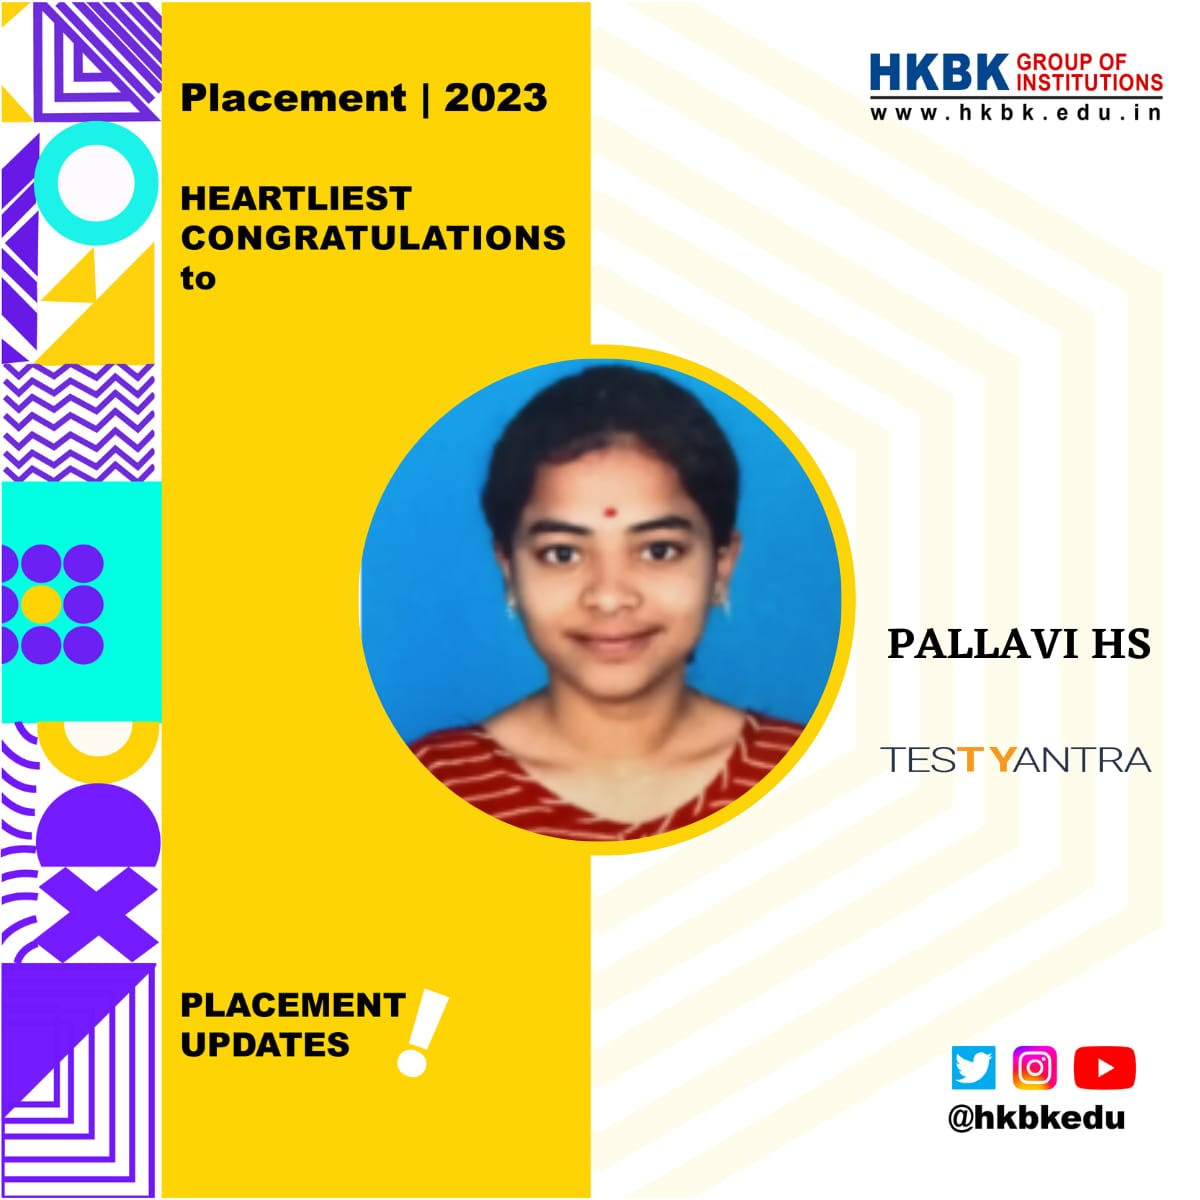 Placement | 2023
HKBK GROUP OF
INSTITUTIONS
www.hkbk.edu.in
HEARTLIEST
CONGRATULATIONS
to
PALLAVI HS
TESTYANTRA
PLACEMENT
UPDATES!
@hkbkedu